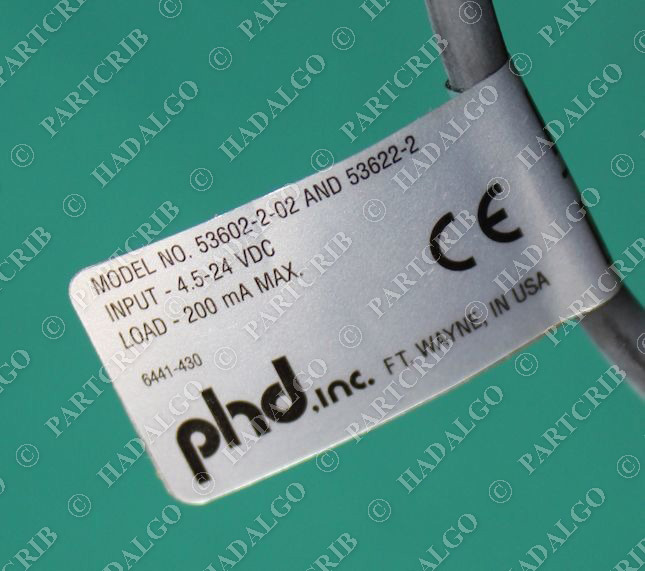 MODEL NO. 53602-2-02 AND 53622-2
INPUT - 4.5-24 VDC
LOAD - 200 mA MAX.
CE
6441-430
phd,inc. FT. WAYNE, IN USA
© PARTCRIB
© HADALGO